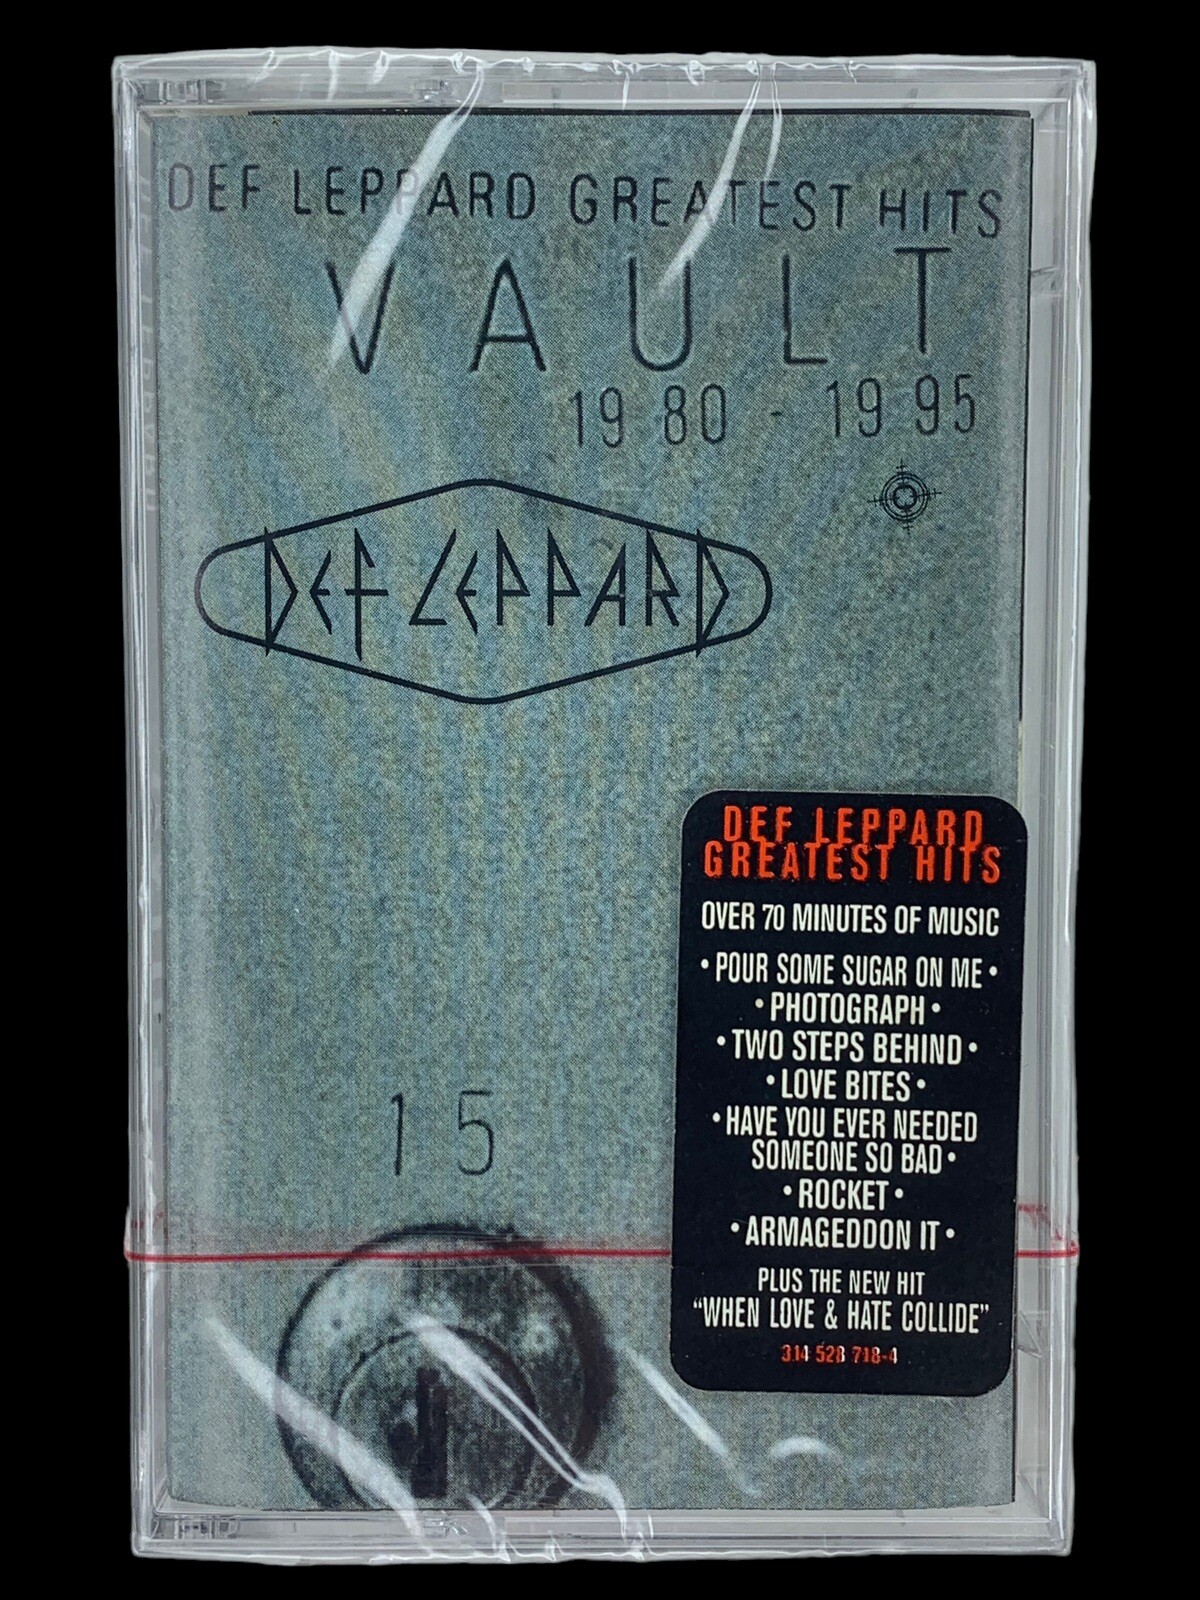 DEF LEPPARD GREATEST HITS
VAULT
19 80 - 19 95
DEF LEPPARD
15
DEF LEPPARD
GREATEST HITS
OVER 70 MINUTES OF MUSIC
• POUR SOME SUGAR ON ME •
• PHOTOGRAPH •
• TWO STEPS BEHIND •
• LOVE BITES •
• HAVE YOU EVER NEEDED
SOMEONE SO BAD •
• ROCKET •
• ARMAGEDDON IT •
PLUS THE NEW HIT
"WHEN LOVE & HATE COLLIDE"
314 528 718-4